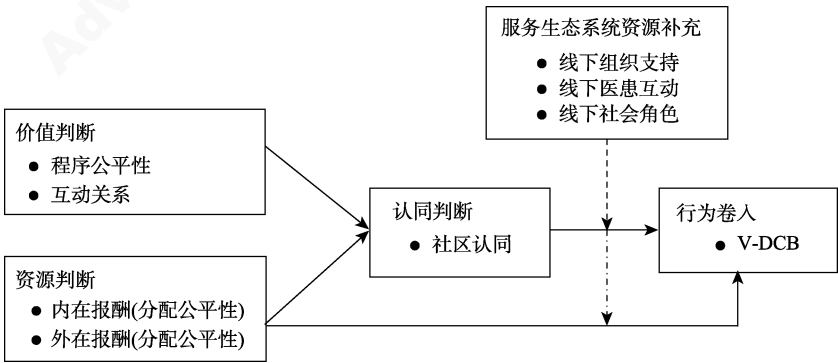 服务生态系统资源补充
● 线下组织支持
● 线下医患互动
● 线下社会角色
价值判断
● 程序公平性
● 互动关系
认同判断
● 社区认同
行为卷入
● V-DCB
资源判断
● 内在报酬(分配公平性)
● 外在报酬(分配公平性)